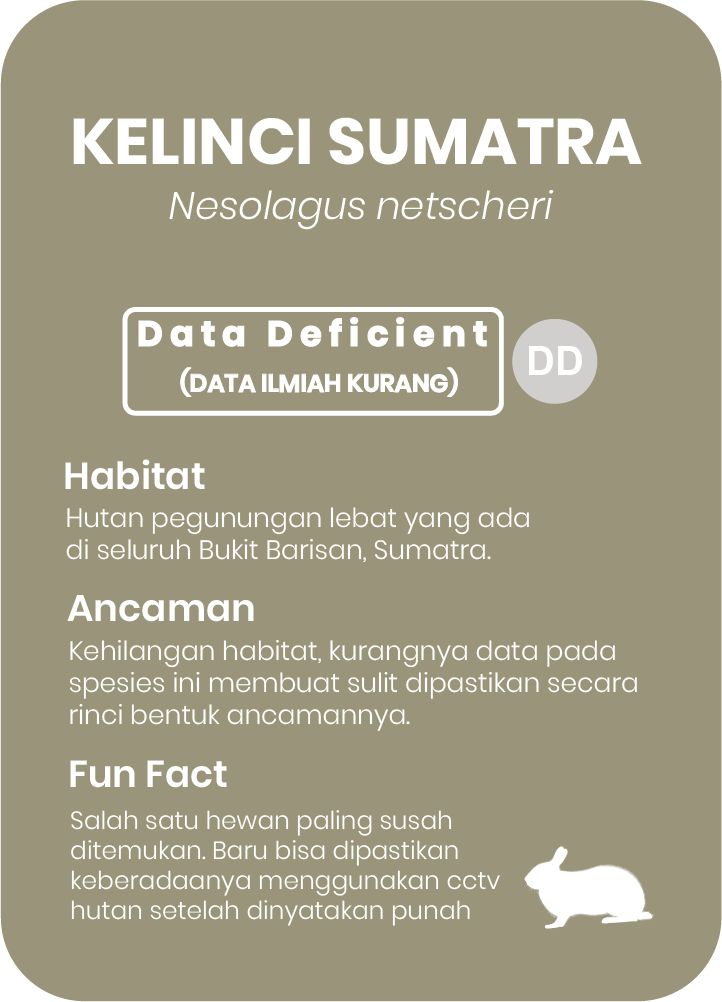 KELINCI SUMATRA
Nesolagus netscheri
Data Deficient
(DATA ILMIAH KURANG)
DD
Habitat
Hutan pegunungan lebat yang ada
di seluruh Bukit Barisan, Sumatra.
Ancaman
Kehilangan habitat, kurangnya data pada
spesies ini membuat sulit dipastikan secara
rinci bentuk ancamannya.
Fun Fact
Salah satu hewan paling susah
ditemukan. Baru bisa dipastikan
keberadaanya menggunakan cctv
hutan setelah dinyatakan punah